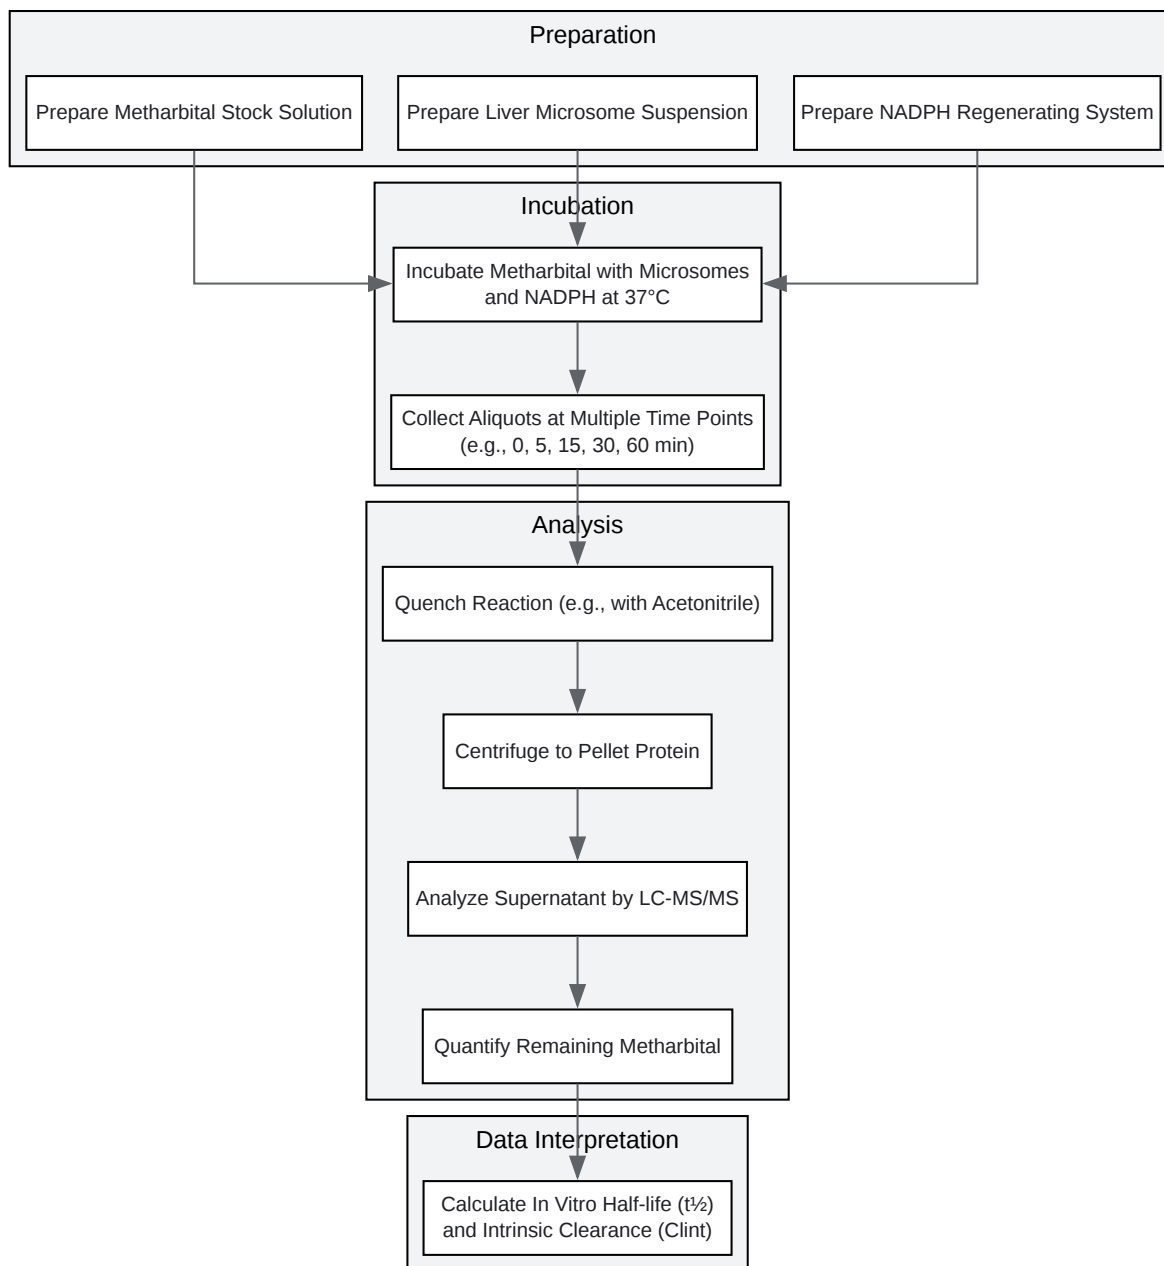 Preparation
Prepare Metharbital Stock Solution
Prepare Liver Microsome Suspension
Prepare NADPH Regenerating System
Incubation
Incubate Metharbital with Microsomes
and NADPH at 37°C
Collect Aliquots at Multiple Time Points
(e.g., 0, 5, 15, 30, 60 min)
Analysis
Quench Reaction (e.g., with Acetonitrile)
Centrifuge to Pellet Protein
Analyze Supernatant by LC-MS/MS
Quantify Remaining Metharbital
Data Interpretation
Calculate In Vitro Half-life (t½)
and Intrinsic Clearance (Clint)